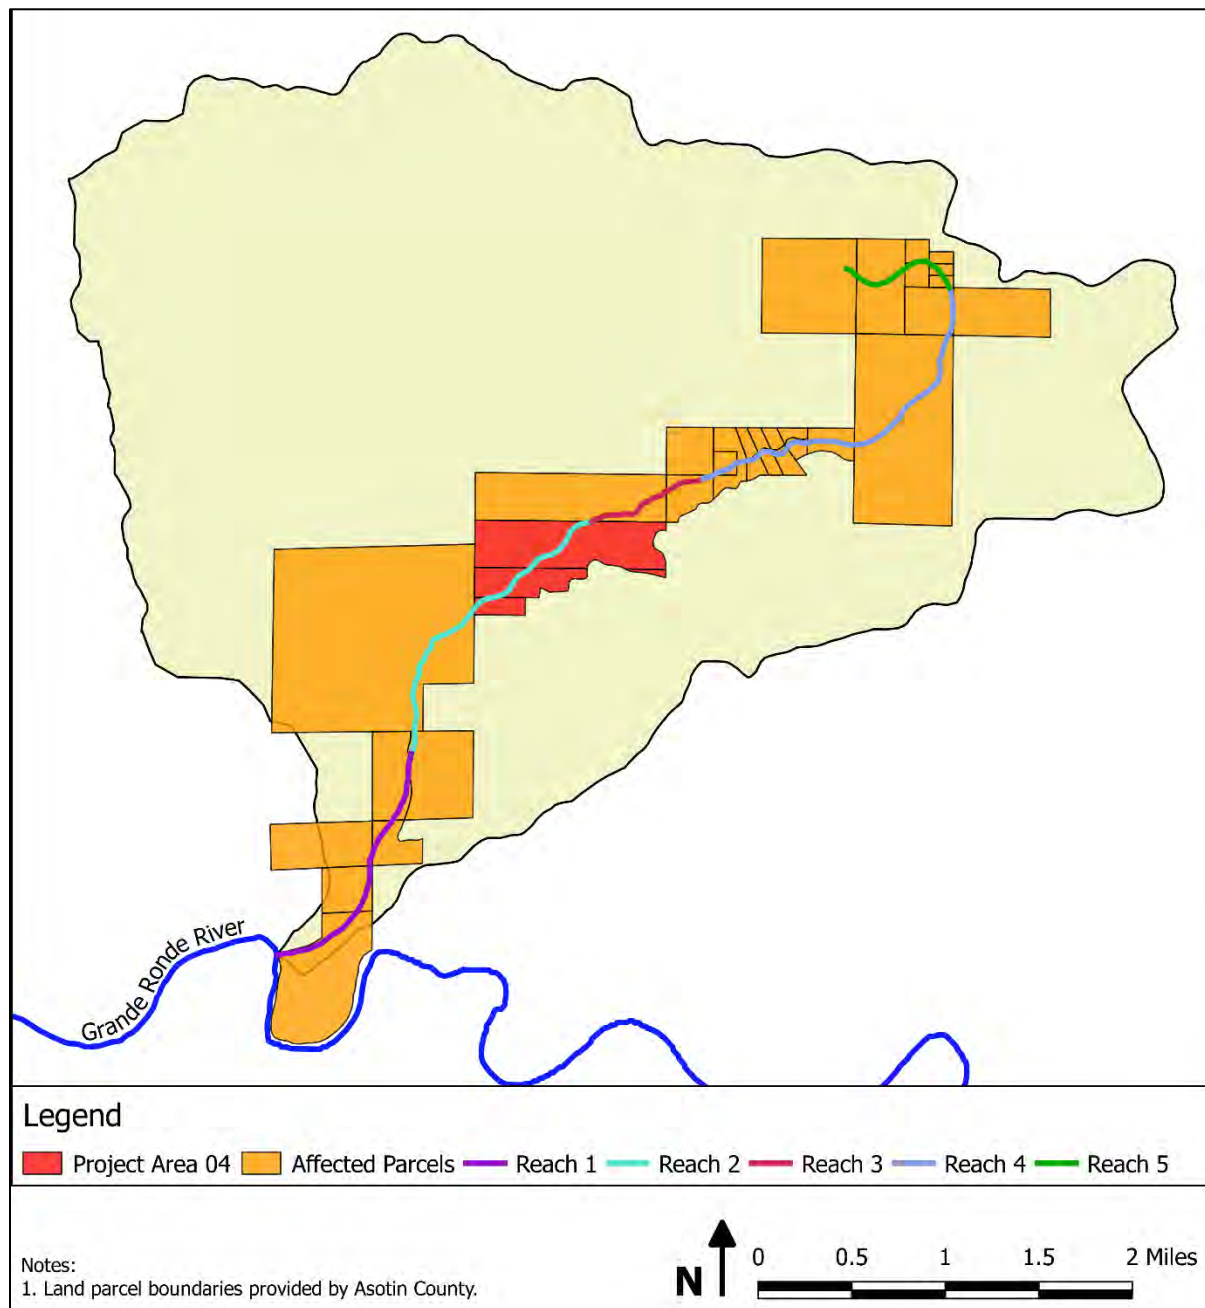 Grande Ronde River
Legend
Project Area 04 Affected Parcels Reach 1 Reach 2 Reach 3 Reach 4 Reach 5
Notes:
1. Land parcel boundaries provided by Asotin County.
N
0 0.5 1 1.5 2 Miles